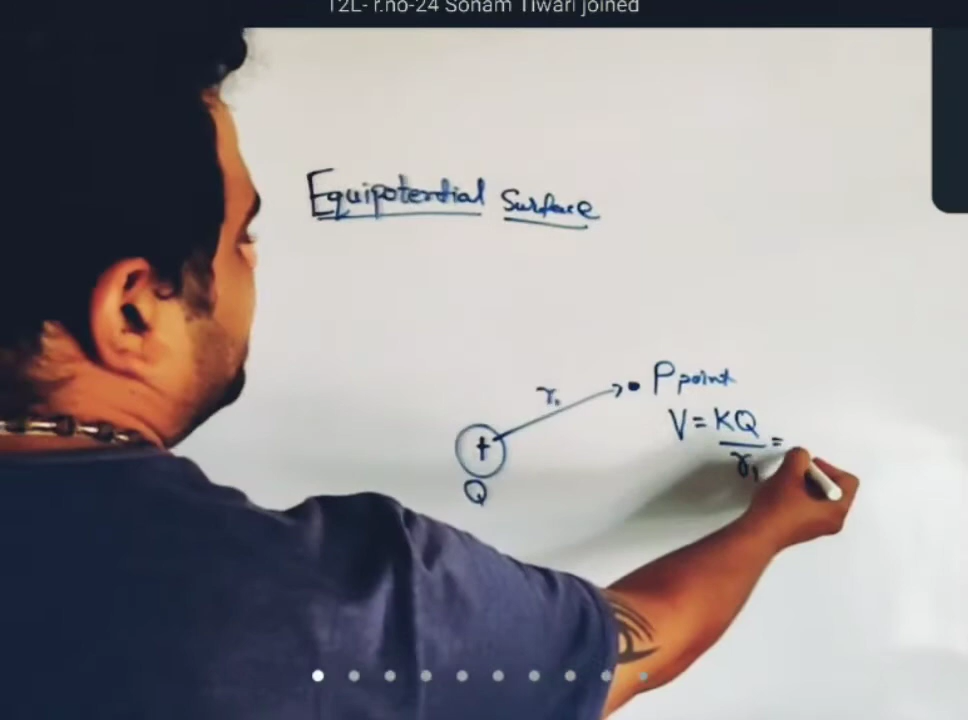 12L- r.no-24 Sonam Tiwari joined
Equipotential Surface
r₁
P point
V = KQ
r₁
=
+
Q